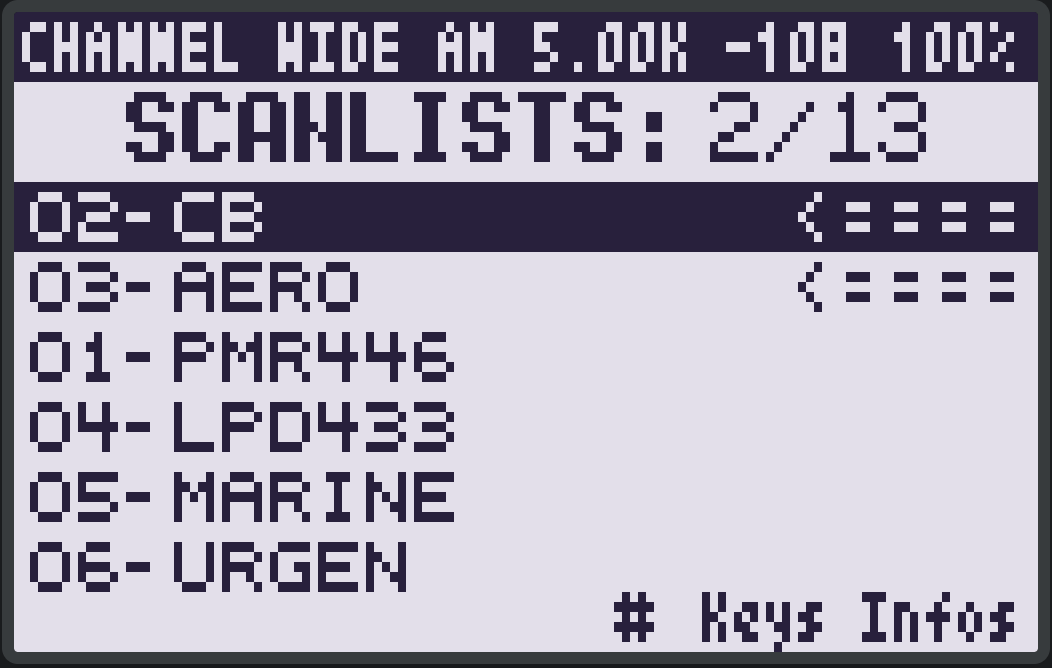 CHANNEL WIDE AM 5.00K -108 100%
SCANLISTS: 2/13
02- CB <====
03- AERO <====
01- PMR446
04- LPD433
05- MARINE
06- URGEN
# Keys Infos